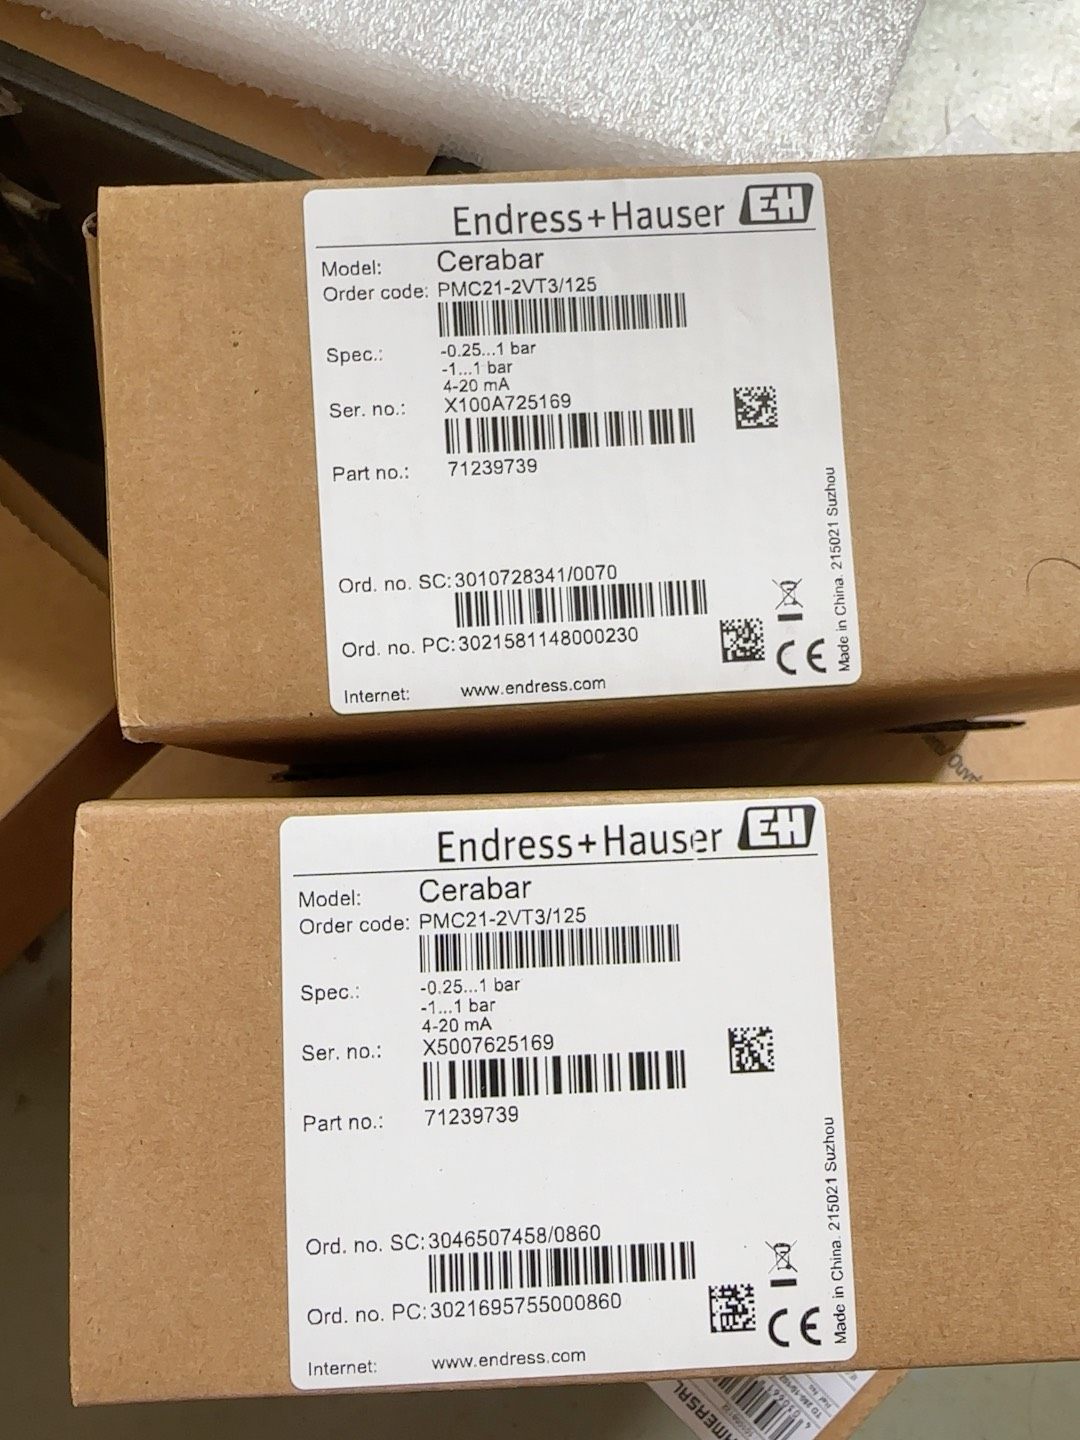 Endress+Hauser EH
Model: Cerabar
Order code: PMC21-2VT3/125
Spec.: -0.25...1 bar
-1...1 bar
4-20 mA
Ser. no.: X100A725169
Part no.: 71239739
Ord. no. SC: 3010728341/0070
Ord. no. PC: 3021581148000230
Internet: www.endress.com
CE
Made in China. 215021 Suzhou
Endress+Hauser EH
Model: Cerabar
Order code: PMC21-2VT3/125
Spec.: -0.25...1 bar
-1...1 bar
4-20 mA
Ser. no.: X5007625169
Part no.: 71239739
Ord. no. SC: 3046507458/0860
Ord. no. PC: 3021695755000860
Internet: www.endress.com
CE
Made in China. 215021 Suzhou